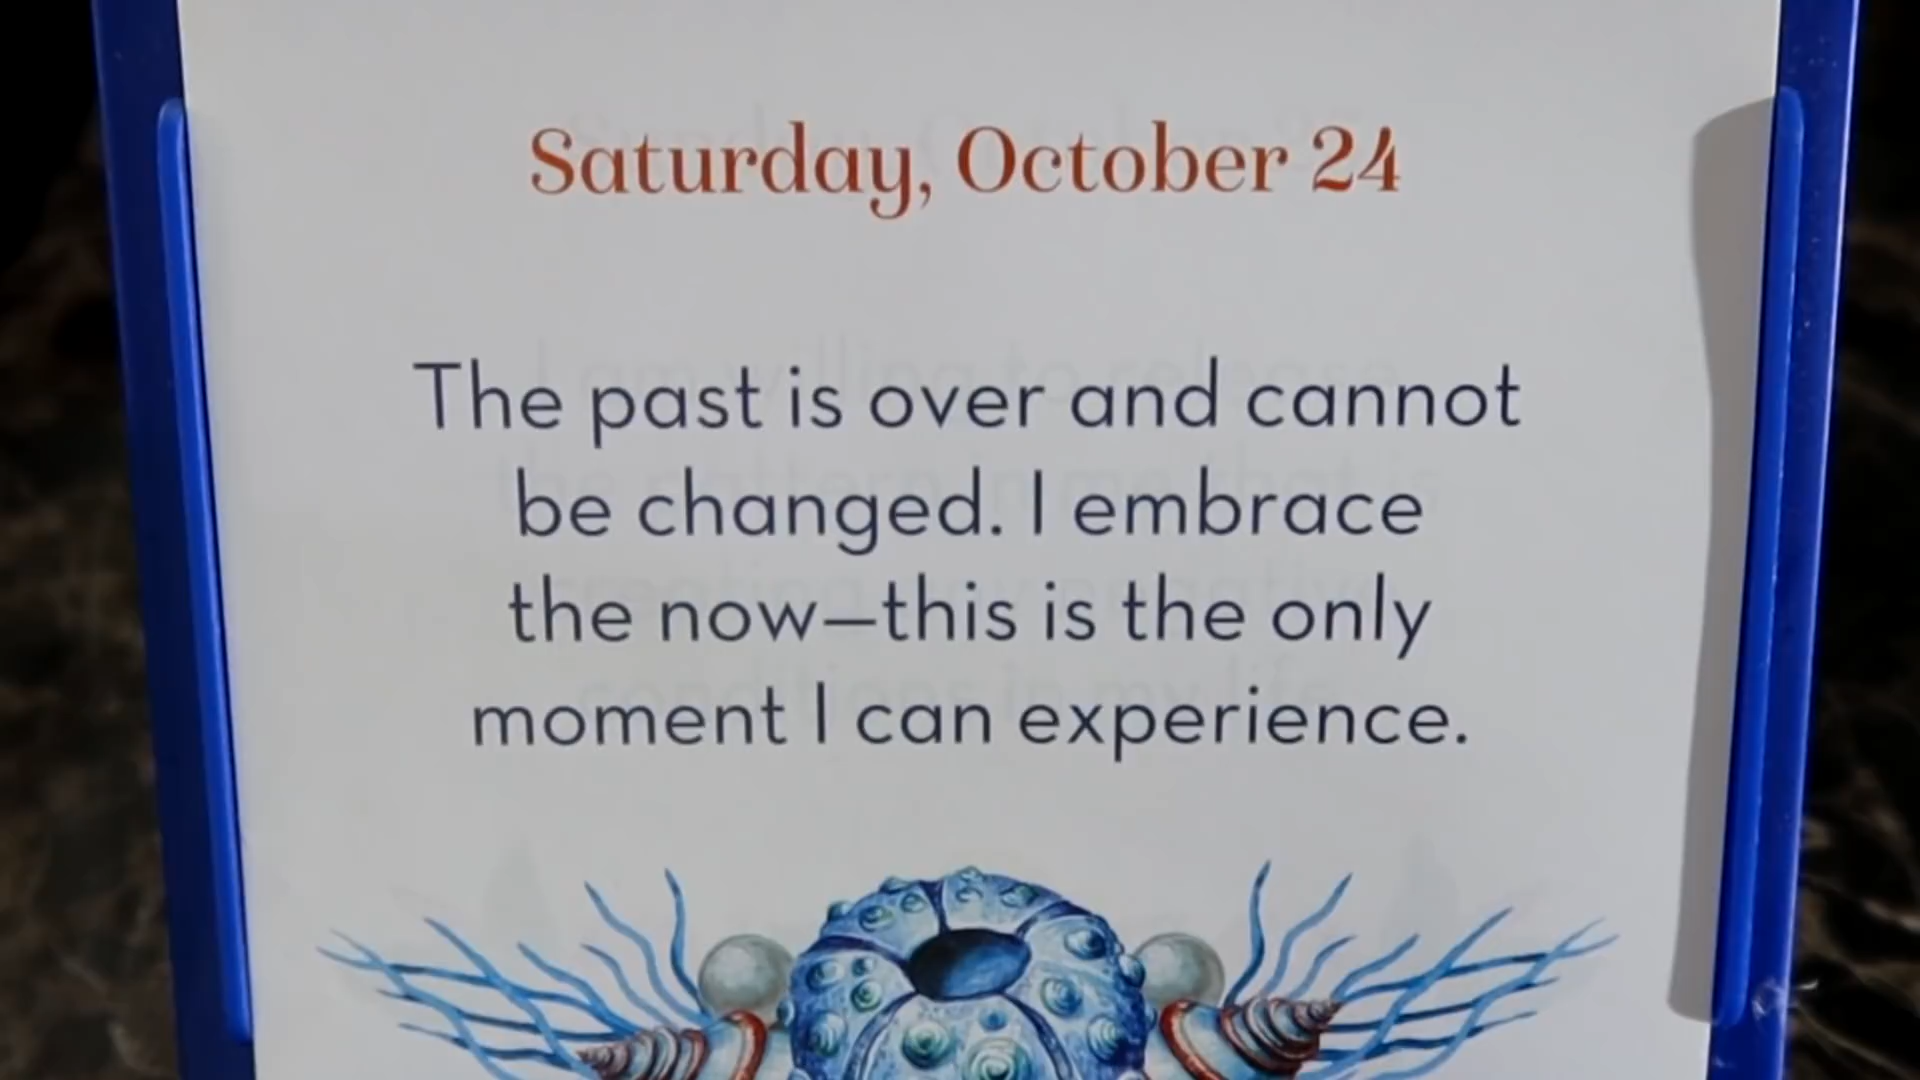 Saturday, October 24
The past is over and cannot
be changed. I embrace
the now—this is the only
moment I can experience.